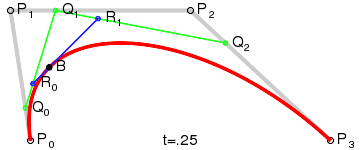 P₁ Q₁ R₁ P₂
Q₂
B
R₀
Q₀
P₀ t=.25 P₃